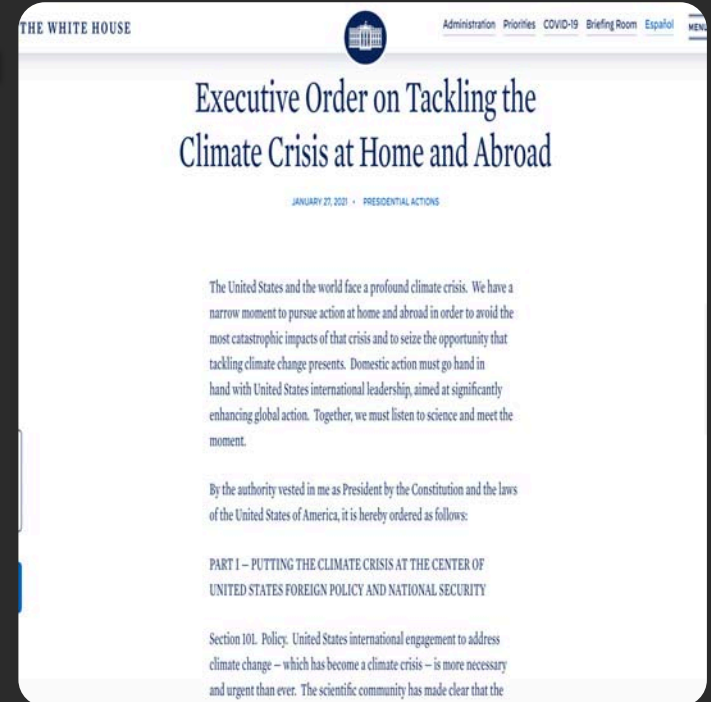 THE WHITE HOUSE
Administration Priorities COVID-19 Briefing Room Español MENU
Executive Order on Tackling the
Climate Crisis at Home and Abroad
JANUARY 27, 2021 • PRESIDENTIAL ACTIONS
The United States and the world face a profound climate crisis. We have a
narrow moment to pursue action at home and abroad in order to avoid the
most catastrophic impacts of that crisis and to seize the opportunity that
tackling climate change presents. Domestic action must go hand in
hand with United States international leadership, aimed at significantly
enhancing global action. Together, we must listen to science and meet the
moment.
By the authority vested in me as President by the Constitution and the laws
of the United States of America, it is hereby ordered as follows:
PART I — PUTTING THE CLIMATE CRISIS AT THE CENTER OF
UNITED STATES FOREIGN POLICY AND NATIONAL SECURITY
Section 101. Policy. United States international engagement to address
climate change — which has become a climate crisis — is more necessary
and urgent than ever. The scientific community has made clear that the